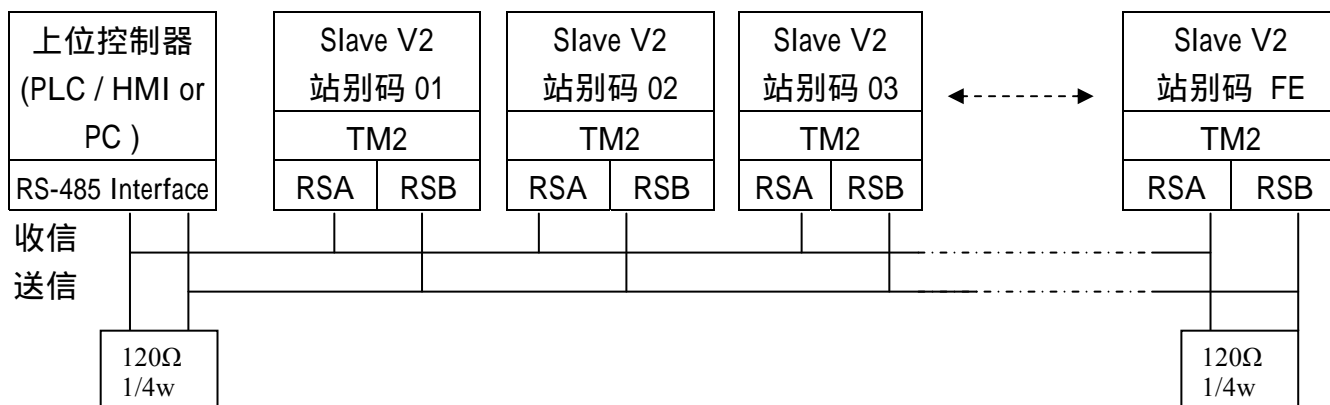 上位控制器
(PLC / HMI or
PC )
RS-485 Interface
Slave V2
站别码 01
TM2
RSA RSB
Slave V2
站别码 02
TM2
RSA RSB
Slave V2
站别码 03
TM2
RSA RSB
Slave V2
站别码 FE
TM2
RSA RSB
收信
送信
120Ω
1/4w
120Ω
1/4w